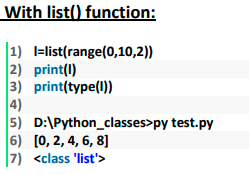 With list() function:
1) l=list(range(0,10,2))
2) print(l)
3) print(type(l))
4)
5) D:\Python_classes>py test.py
6) [0, 2, 4, 6, 8]
7) <class 'list'>